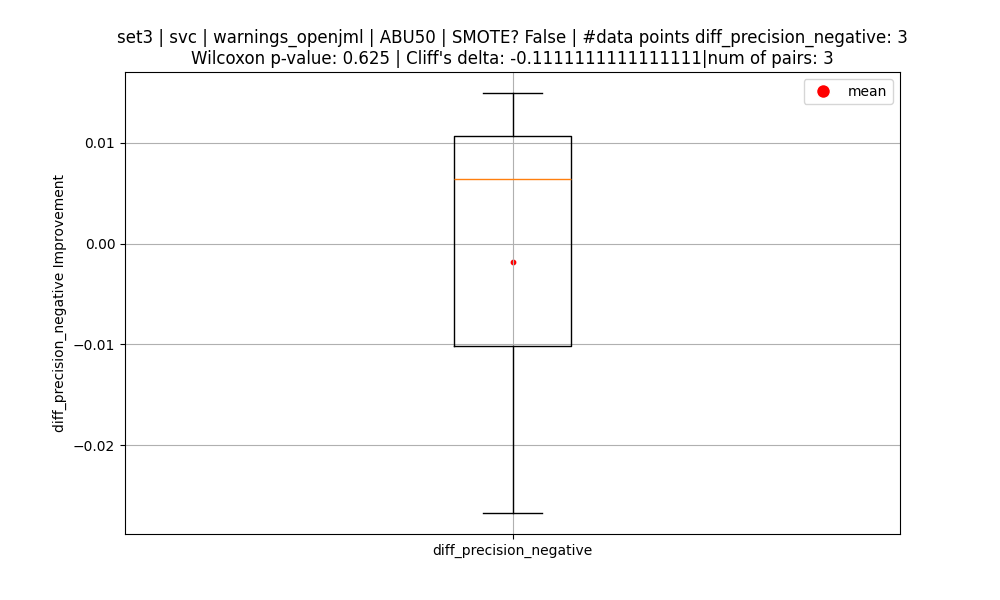 set3 | svc | warnings_openjml | ABU50 | SMOTE? False | #data points diff_precision_negative: 3
Wilcoxon p-value: 0.625 | Cliff's delta: -0.1111111111111111|num of pairs: 3
mean
0.01
0.00
−0.01
−0.02
diff_precision_negative Improvement
diff_precision_negative